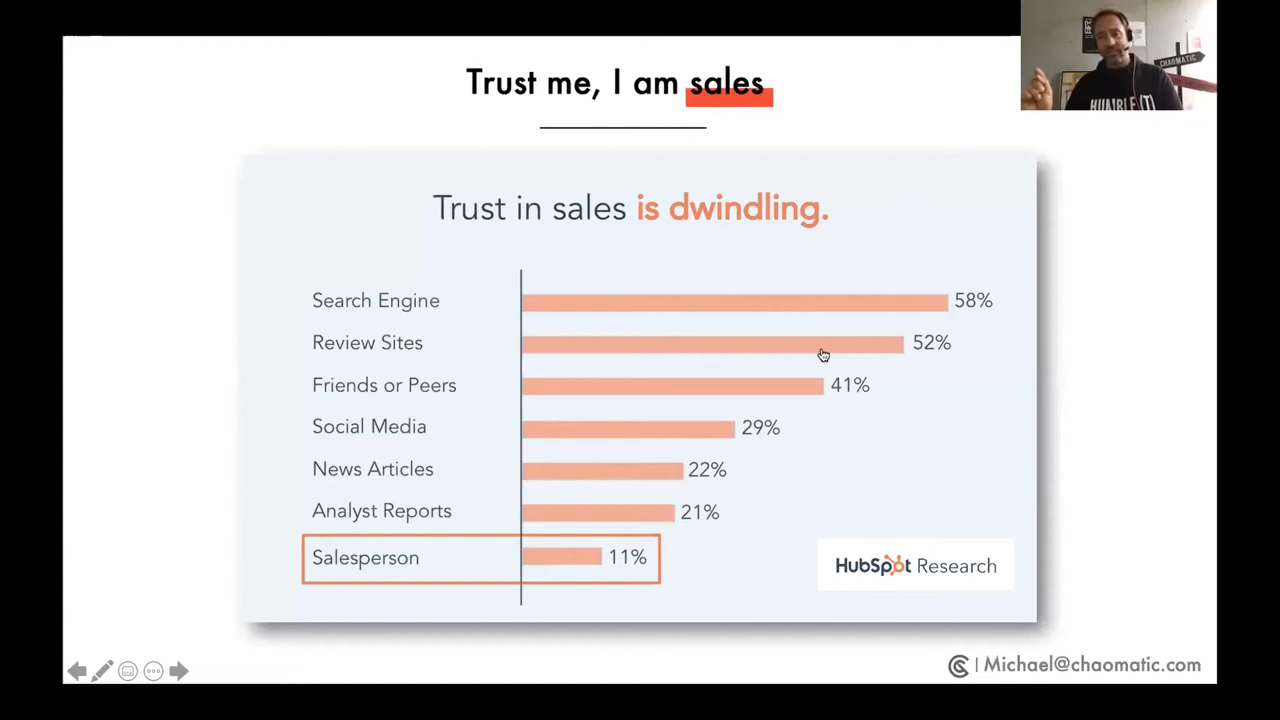 Trust me, I am sales
CHAOMATIC
Trust in sales is dwindling.
Search Engine 58%
Review Sites 52%
Friends or Peers 41%
Social Media 29%
News Articles 22%
Analyst Reports 21%
Salesperson 11%
HubSpot Research
| Michael@chaomatic.com